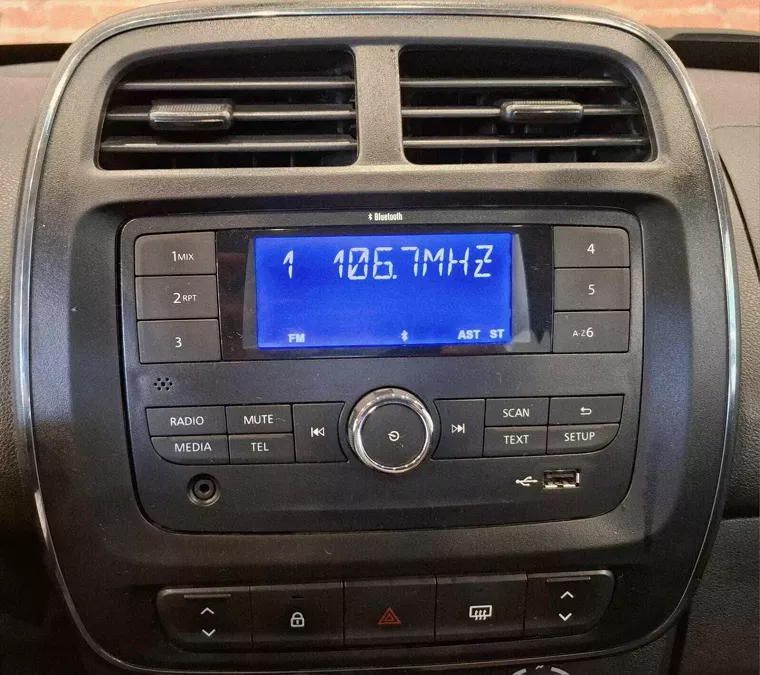 Bluetooth
1MIX
1 106.7MHZ
4
2RPT
5
3
FM AST ST
A-Z6
RADIO MUTE SCAN
MEDIA TEL TEXT SETUP